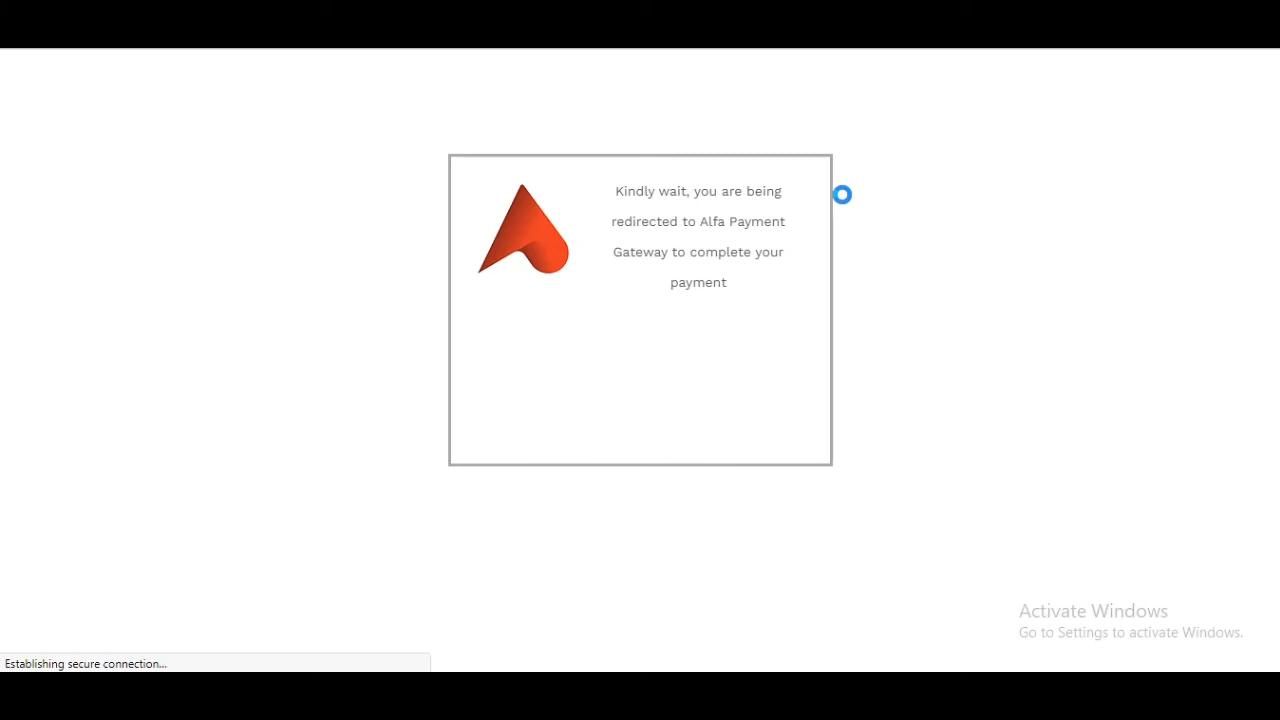 Kindly wait, you are being
redirected to Alfa Payment
Gateway to complete your
payment
Activate Windows
Go to Settings to activate Windows.
Establishing secure connection...